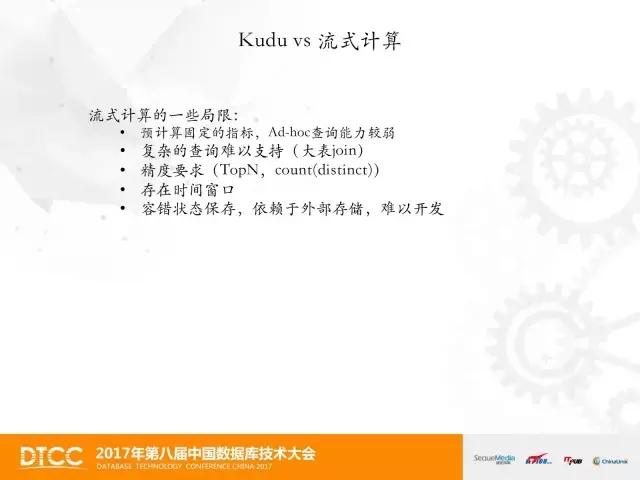 Kudu vs 流式计算
流式计算的一些局限：
• 预计算固定的指标，Ad-hoc查询能力较弱
• 复杂的查询难以支持（大表join）
• 精度要求（TopN，count(distinct)）
• 存在时间窗口
• 容错状态保存，依赖于外部存储，难以开发
DTCC 2017年第八届中国数据库技术大会
DATABASE TECHNOLOGY CONFERENCE CHINA 2017
SequeMedia
ITPUB
ChinaUnix